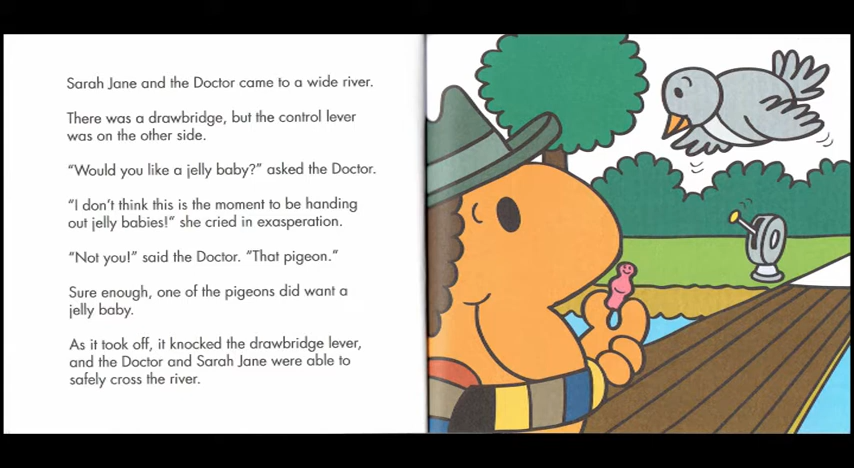 Sarah Jane and the Doctor came to a wide river.
There was a drawbridge, but the control lever
was on the other side.
“Would you like a jelly baby?” asked the Doctor.
“I don’t think this is the moment to be handing
out jelly babies!” she cried in exasperation.
“Not you!” said the Doctor. “That pigeon.”
Sure enough, one of the pigeons did want a
jelly baby.
As it took off, it knocked the drawbridge lever,
and the Doctor and Sarah Jane were able to
safely cross the river.